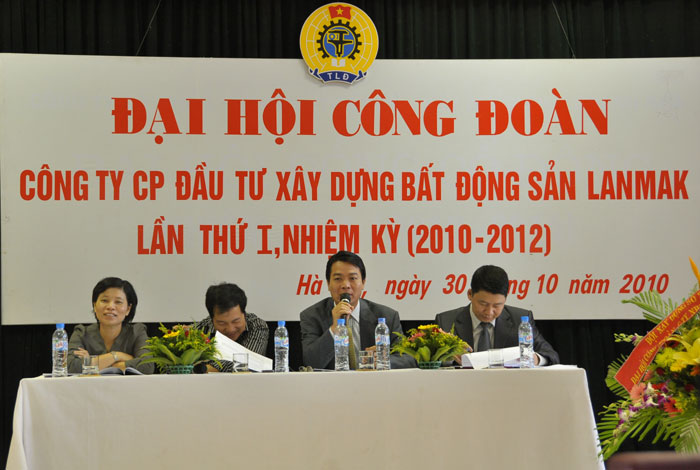 TLĐ
ĐẠI HỘI CÔNG ĐOÀN
CÔNG TY CP ĐẦU TƯ XÂY DỰNG BẤT ĐỘNG SẢN LANMAK
LẦN THỨ I, NHIỆM KỲ (2010-2012)
Hà , ngày 30 10 năm 2010